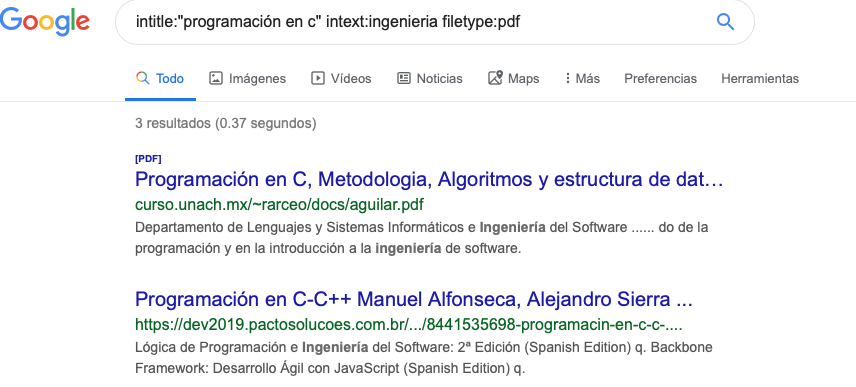 Google
intitle:"programación en c" intext:ingenieria filetype:pdf
Todo Imágenes Vídeos Noticias Maps Más Preferencias Herramientas
3 resultados (0.37 segundos)
[PDF]
Programación en C, Metodologia, Algoritmos y estructura de dat…
curso.unach.mx/~rarceo/docs/aguilar.pdf
Departamento de Lenguajes y Sistemas Informáticos e Ingeniería del Software ...... do de la
programación y en la introducción a la ingeniería de software.
Programación en C-C++ Manuel Alfonseca, Alejandro Sierra ...
https://dev2019.pactosolucoes.com.br/.../8441535698-programacin-en-c-c-....
Lógica de Programación e Ingeniería del Software: 2ª Edición (Spanish Edition) q. Backbone
Framework: Desarrollo Ágil con JavaScript (Spanish Edition) q.